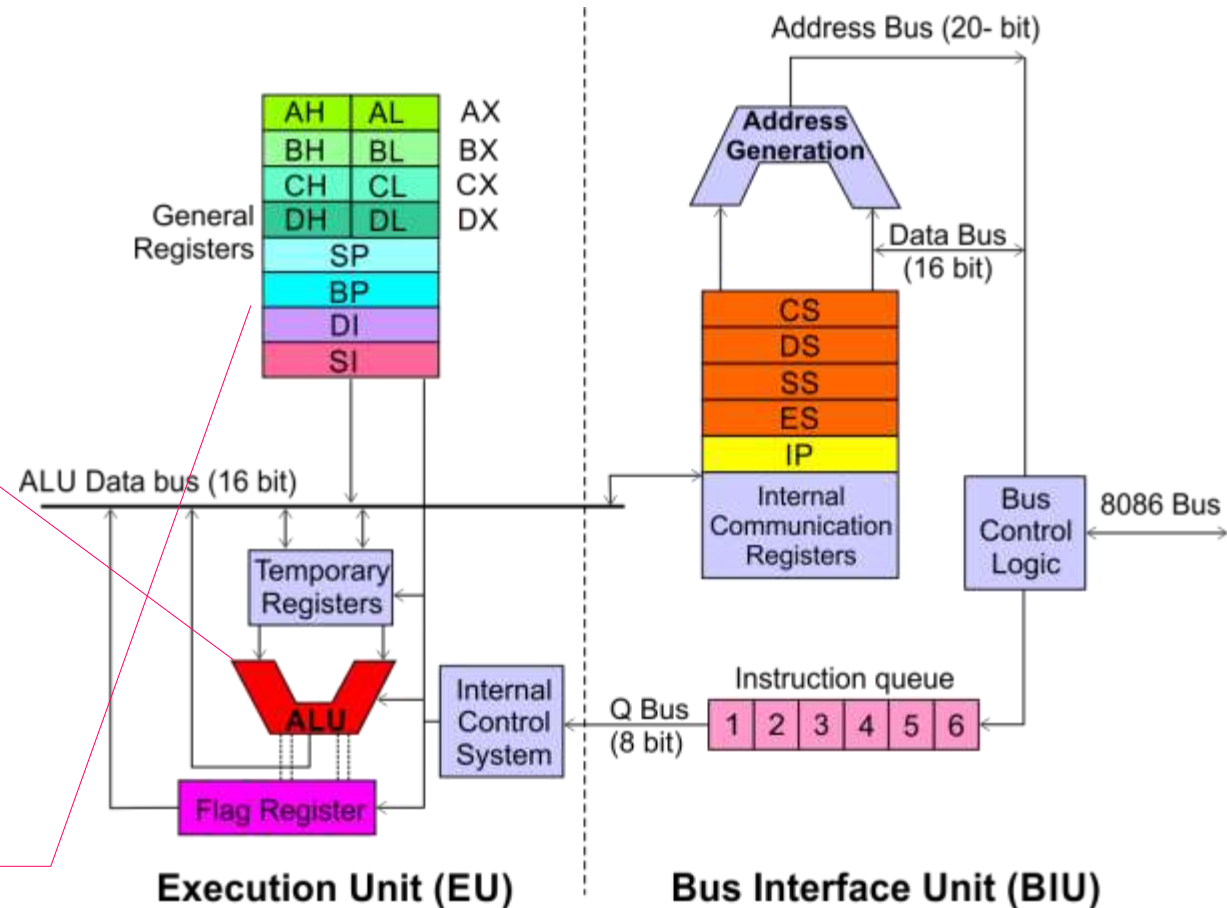 Address Bus (20- bit)
AH AL AX
BH BL BX
CH CL CX
DH DL DX
General
Registers
SP
BP
DI
SI
Address
Generation
Data Bus
(16 bit)
CS
DS
SS
ES
IP
Internal
Communication
Registers
ALU Data bus (16 bit)
Bus
Control
Logic
8086 Bus
Temporary
Registers
ALU
Internal
Control
System
Q Bus
(8 bit)
Instruction queue
1 2 3 4 5 6
Flag Register
Execution Unit (EU)
Bus Interface Unit (BIU)